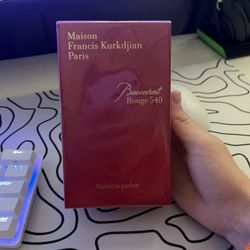 Maison
Francis Kurkdjian
Paris
Baccarat
Rouge 540
Extrait de parfum